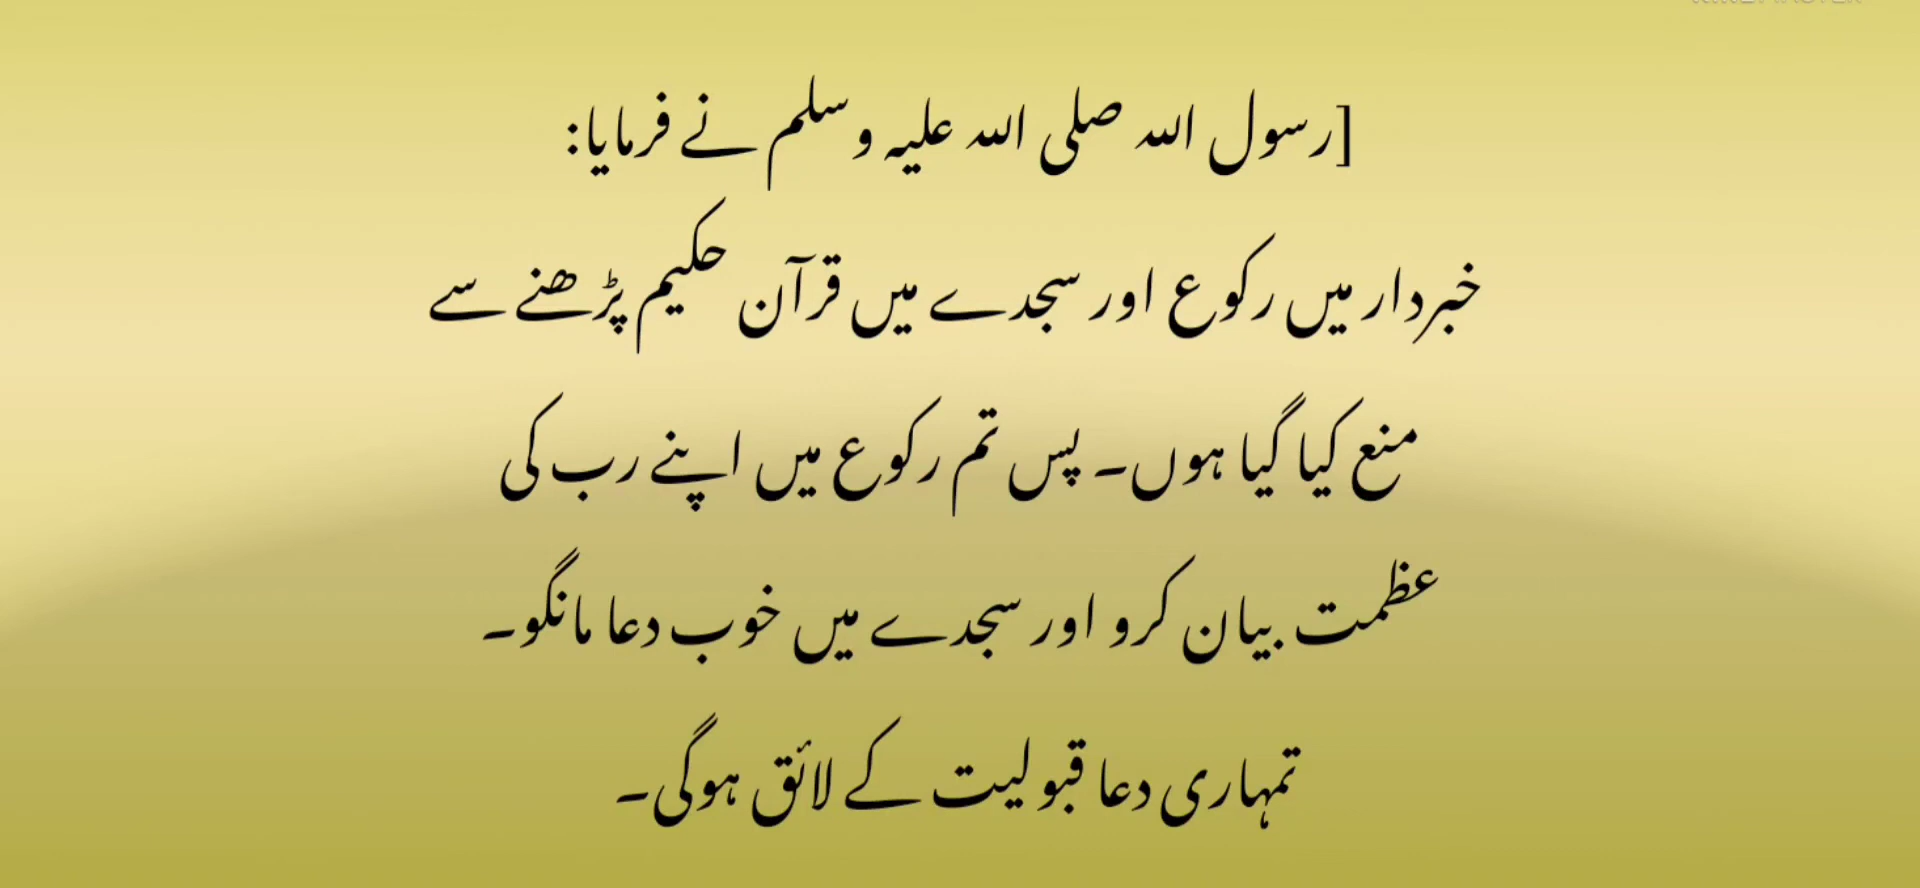 [رسول اللہ صلی اللہ علیہ وسلم نے فرمایا:
خبردار میں رکوع اور سجدے میں قرآن حکیم پڑھنے سے
منع کیا گیا ہوں۔ پس تم رکوع میں اپنے رب کی
عظمت بیان کرو اور سجدے میں خوب دعا مانگو۔
تمہاری دعا قبولیت کے لائق ہوگی۔